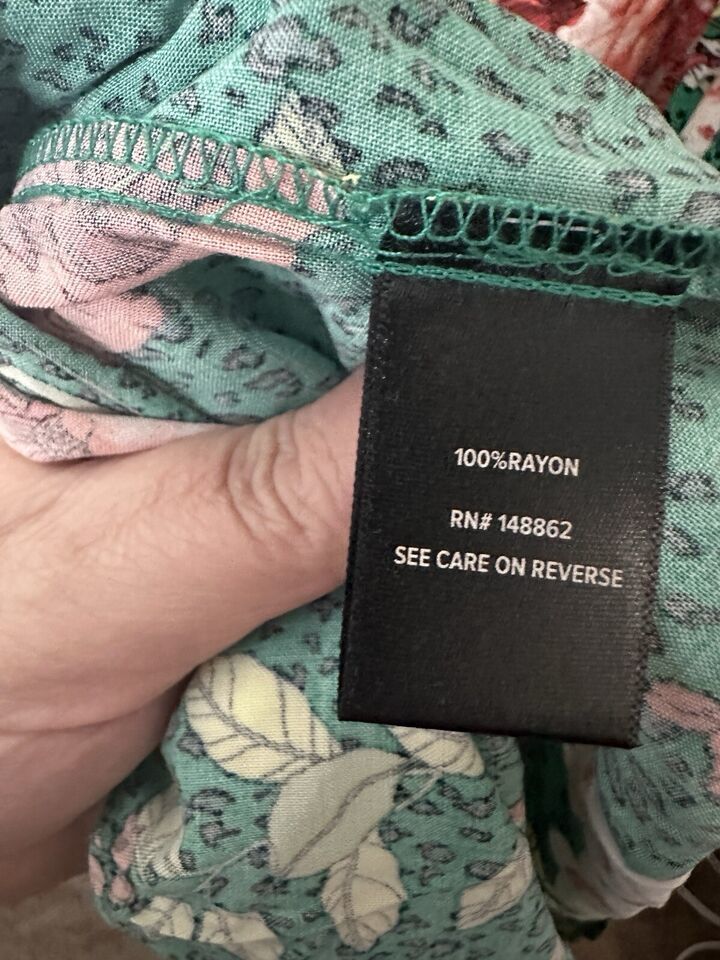 100%RAYON
RN# 148862
SEE CARE ON REVERSE